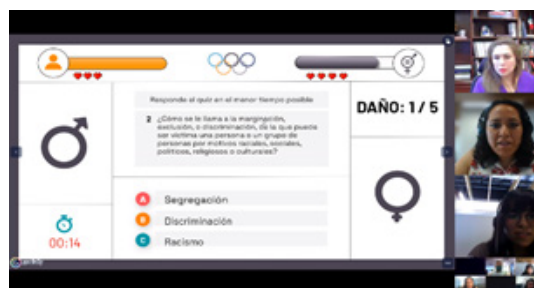 Responde el quiz en el menor tiempo posible
DAÑO: 1 / 5
2 ¿Cómo se le llama a la marginación,
exclusión, o discriminación, de la que puede
ser víctima una persona o un grupo de
personas por motivos raciales, sociales,
políticos, religiosos o culturales?
A Segregación
B Discriminación
C Racismo
00:14